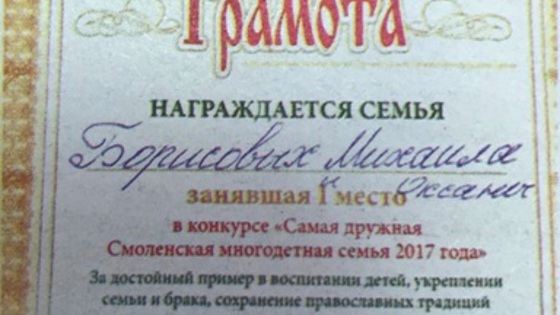 Грамота
НАГРАЖДАЕТСЯ СЕМЬЯ
Борисовых Михаила
и Оксаны
занявшая I место
в конкурсе «Самая дружная
Смоленская многодетная семья 2017 года»
За достойный пример в воспитании детей, укреплении
семьи и брака, сохранение православных традиций